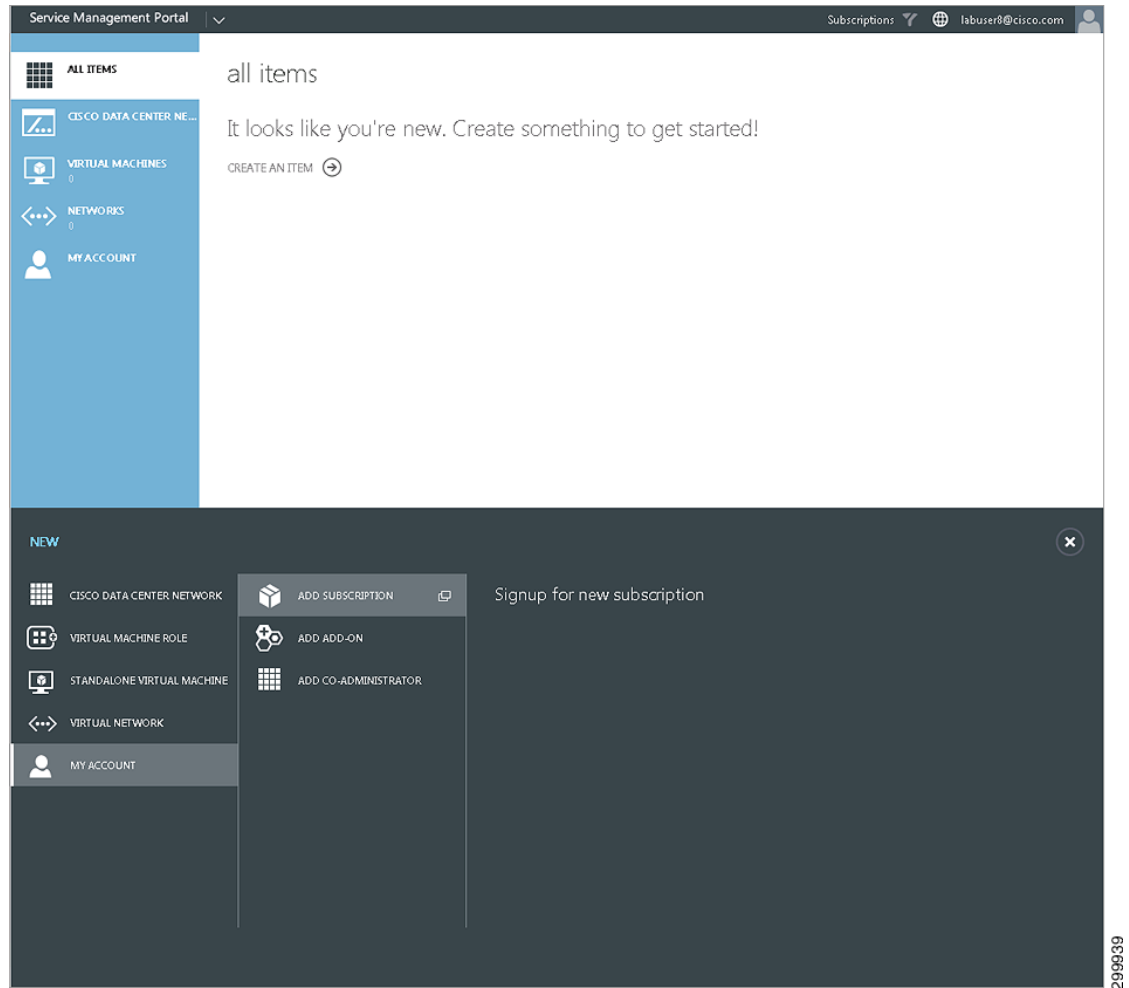 Service Management Portal
Subscriptions
labuser8@cisco.com
ALL ITEMS
CISCO DATA CENTER NE...
VIRTUAL MACHINES
0
NETWORKS
0
MY ACCOUNT
all items
It looks like you're new. Create something to get started!
CREATE AN ITEM
NEW
CISCO DATA CENTER NETWORK
VIRTUAL MACHINE ROLE
STANDALONE VIRTUAL MACHINE
VIRTUAL NETWORK
MY ACCOUNT
ADD SUBSCRIPTION
ADD ADD-ON
ADD CO-ADMINISTRATOR
Signup for new subscription
299939